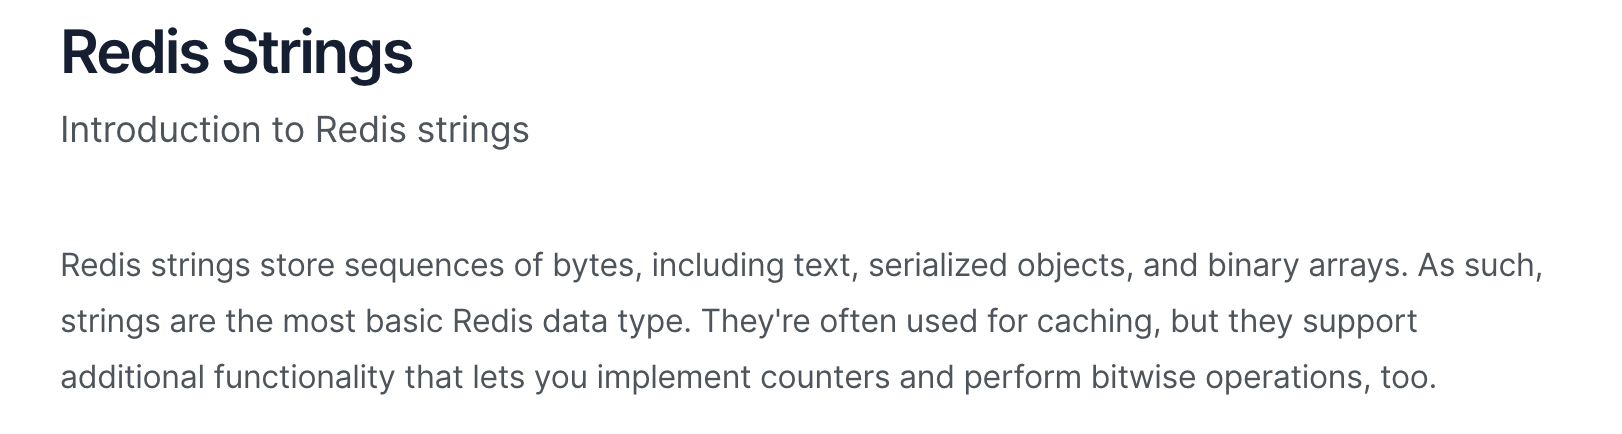 Redis Strings
Introduction to Redis strings
Redis strings store sequences of bytes, including text, serialized objects, and binary arrays. As such,
strings are the most basic Redis data type. They're often used for caching, but they support
additional functionality that lets you implement counters and perform bitwise operations, too.